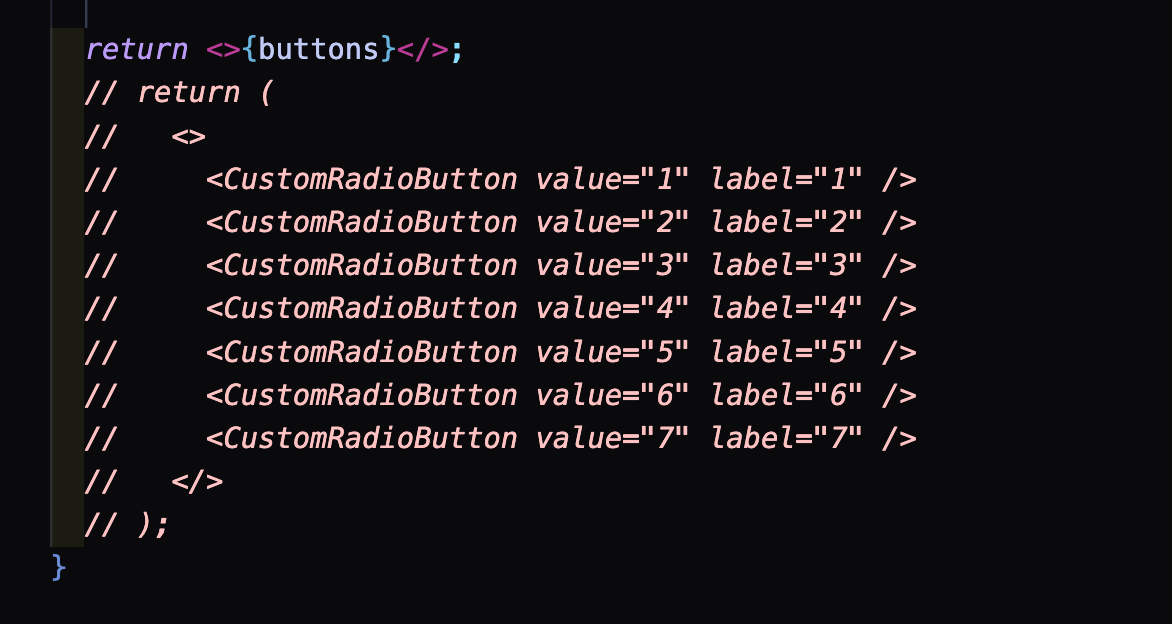 return <>{buttons}</>;
// return (
//   <>
//     <CustomRadioButton value="1" label="1" />
//     <CustomRadioButton value="2" label="2" />
//     <CustomRadioButton value="3" label="3" />
//     <CustomRadioButton value="4" label="4" />
//     <CustomRadioButton value="5" label="5" />
//     <CustomRadioButton value="6" label="6" />
//     <CustomRadioButton value="7" label="7" />
//   </>
// );
}